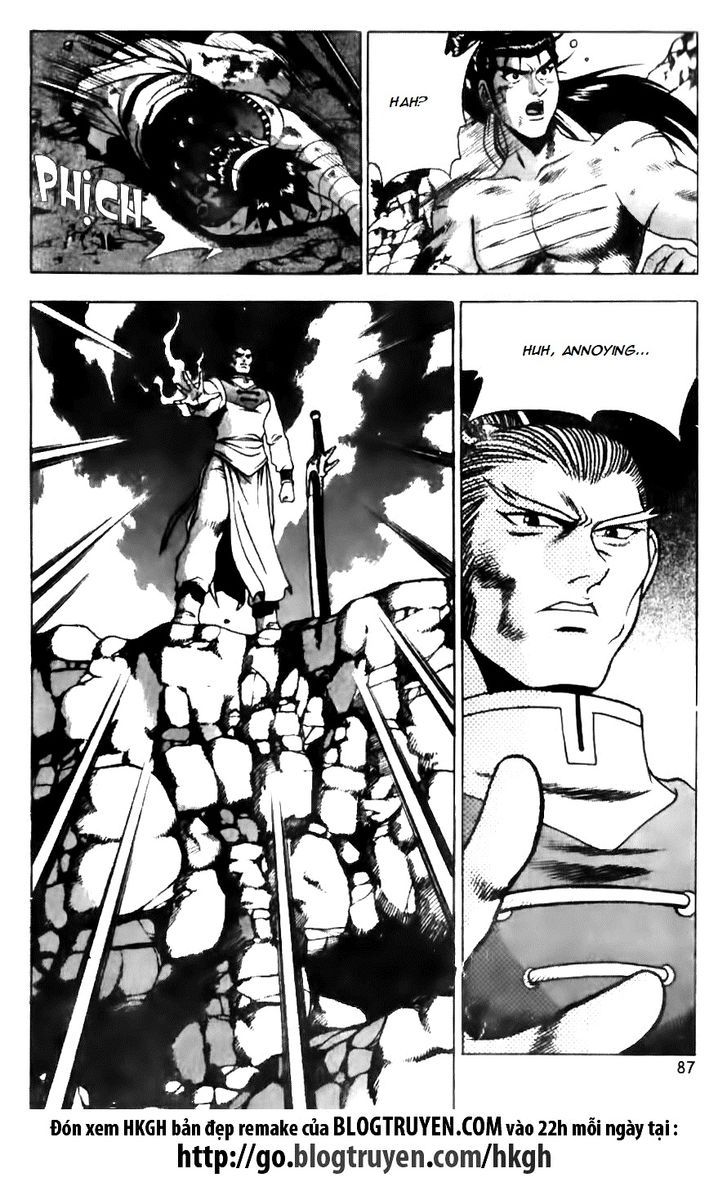 PHỊCH
HAH?
HUH, ANNOYING...
87
Đón xem HKGH bản đẹp remake của BLOGTRUYEN.COM vào 22h mỗi ngày tại :
http://go.blogtruyen.com/hkgh